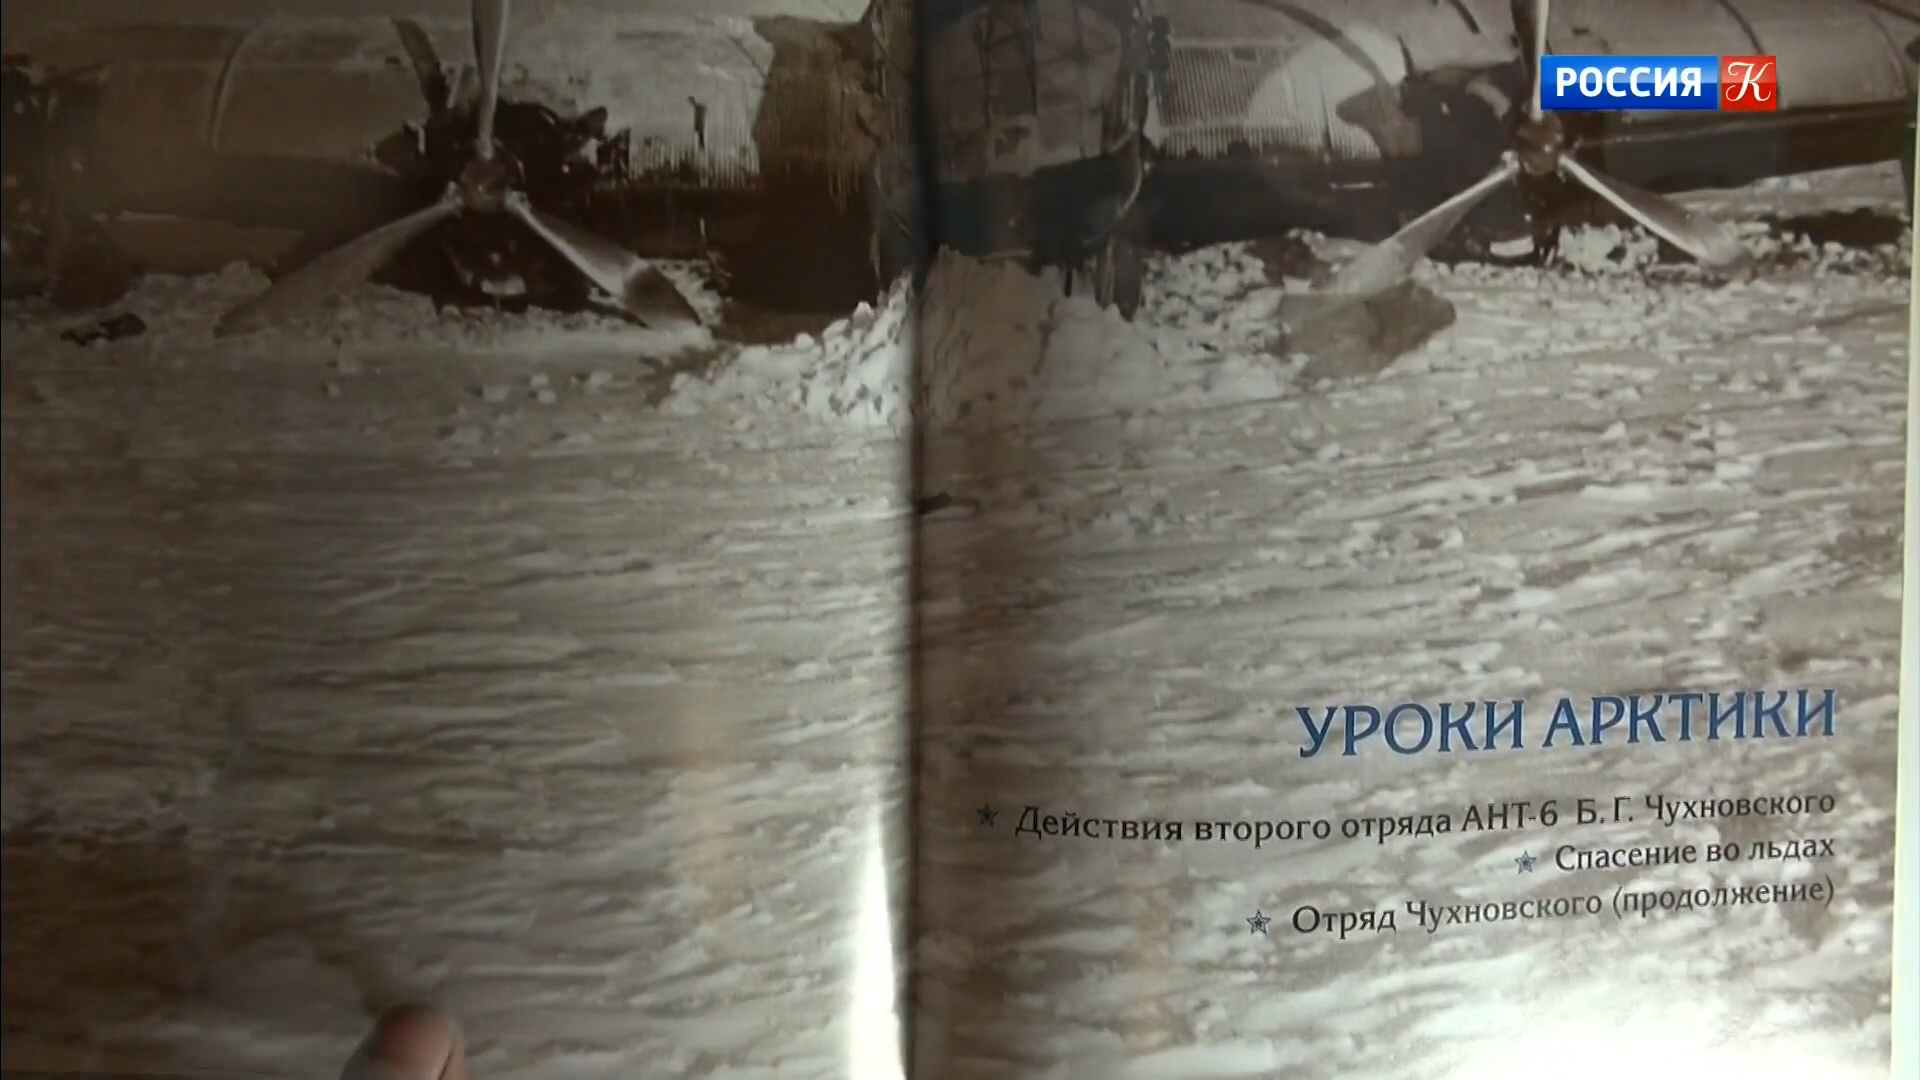 РОССИЯ К
УРОКИ АРКТИКИ
Действия второго отряда АНТ-6 Б. Г. Чухновского
Спасение во льдах
Отряд Чухновского (продолжение)